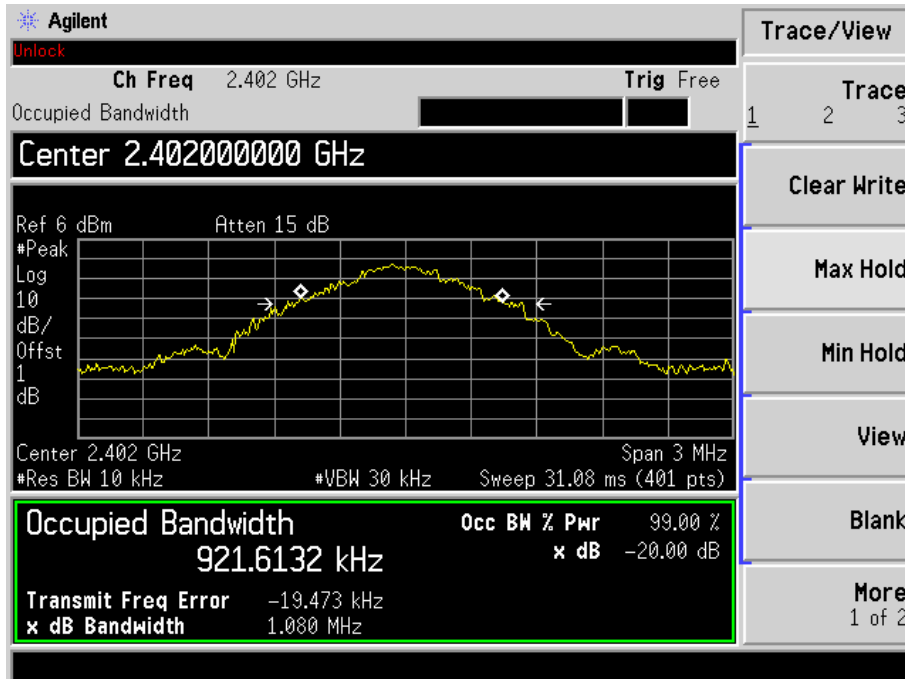 Agilent
Trace/View
Unlock
Ch Freq 2.402 GHz Trig Free
Occupied Bandwidth
Trace
1 2 3
Center 2.402000000 GHz
Clear Write
Ref 6 dBm Atten 15 dB
#Peak
Log
10
dB/
Offst
1
dB
Max Hold
Min Hold
View
Center 2.402 GHz Span 3 MHz
#Res BW 10 kHz #VBW 30 kHz Sweep 31.08 ms (401 pts)
Occupied Bandwidth
921.6132 kHz
Occ BW % Pwr 99.00 %
x dB -20.00 dB
Transmit Freq Error -19.473 kHz
x dB Bandwidth 1.080 MHz
Blank
More
1 of 2